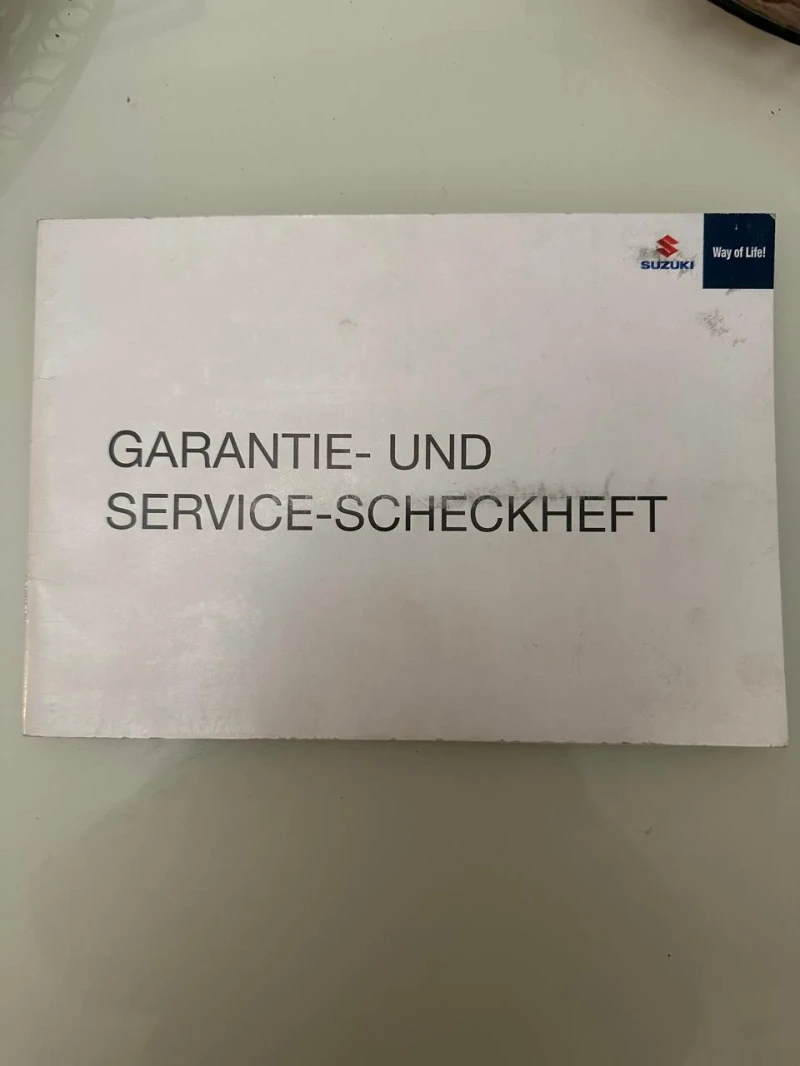 SUZUKI
Way of Life!
GARANTIE- UND
SERVICE-SCHECKHEFT